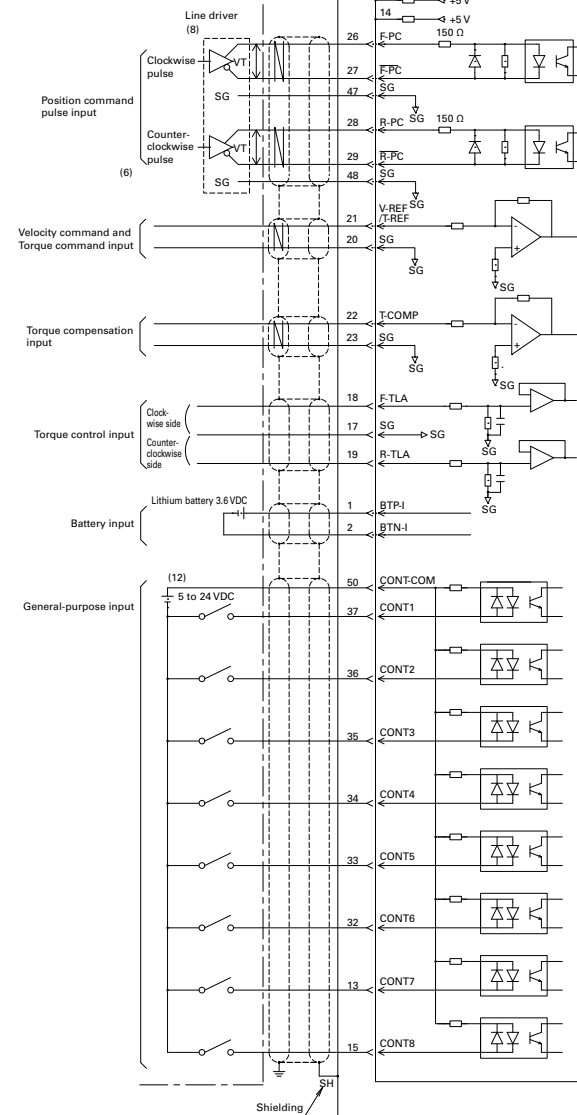 +5 V
14
+5 V
Line driver
(8)
26 F-PC 150 Ω
Clockwise
pulse
VT
27 F-PC
47 SG
SG
SG
Position command
pulse input
28 R-PC 150 Ω
Counter-
clockwise
pulse
VT
29 R-PC
(6)
48 SG
SG
SG
21 V-REF
/T-REF
Velocity command and
Torque command input
20 SG
SG
SG
22 T-COMP
Torque compensation
input
23 SG
SG
SG
18 F-TLA
Clock-
wise side
17 SG
SG
Torque control input
Counter-
clockwise
side
19 R-TLA
SG
SG
Lithium battery 3.6 VDC
1 BTP-I
Battery input
2 BTN-I
(12)
50 CONT-COM
5 to 24 VDC
General-purpose input
37 CONT1
36 CONT2
35 CONT3
34 CONT4
33 CONT5
32 CONT6
13 CONT7
15 CONT8
SH
Shielding